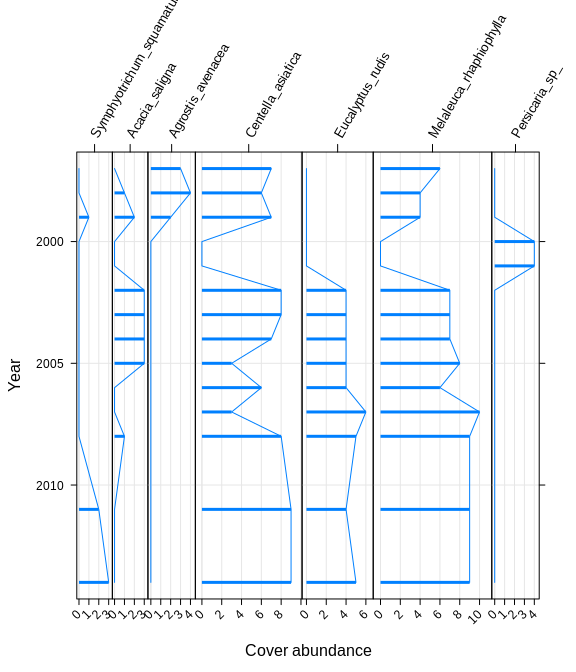 Symphyotrichum_squamatu
Acacia_saligna
Agrostis_avenacea
Centella_asiatica
Eucalyptus_rudis
Melaleuca_rhaphiophylla
Persicaria_sp_
Year
2000
2005
2010
0 1 2 3 0 1 2 3 0 1 2 3 4 0 2 4 6 8 0 2 4 6 0 2 4 6 8 10 0 1 2 3 4
Cover abundance